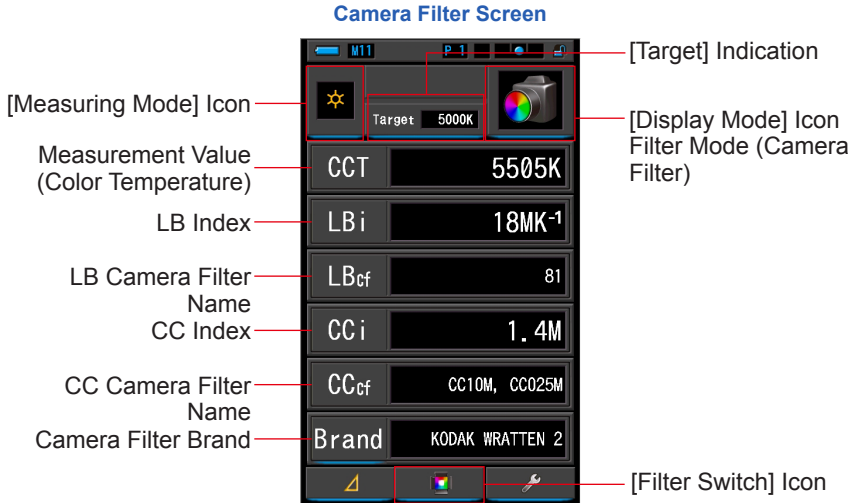 Camera Filter Screen
M11 P 1
[Target] Indication
[Measuring Mode] Icon
Target 5000K
[Display Mode] Icon
Filter Mode (Camera
Filter)
Measurement Value
(Color Temperature)
CCT 5505K
LB Index
LBi 18MK-1
LB Camera Filter
Name
LBcf 81
CC Index
CCi 1.4M
CC Camera Filter
Name
CCcf CC10M, CC025M
Camera Filter Brand
Brand KODAK WRATTEN 2
[Filter Switch] Icon